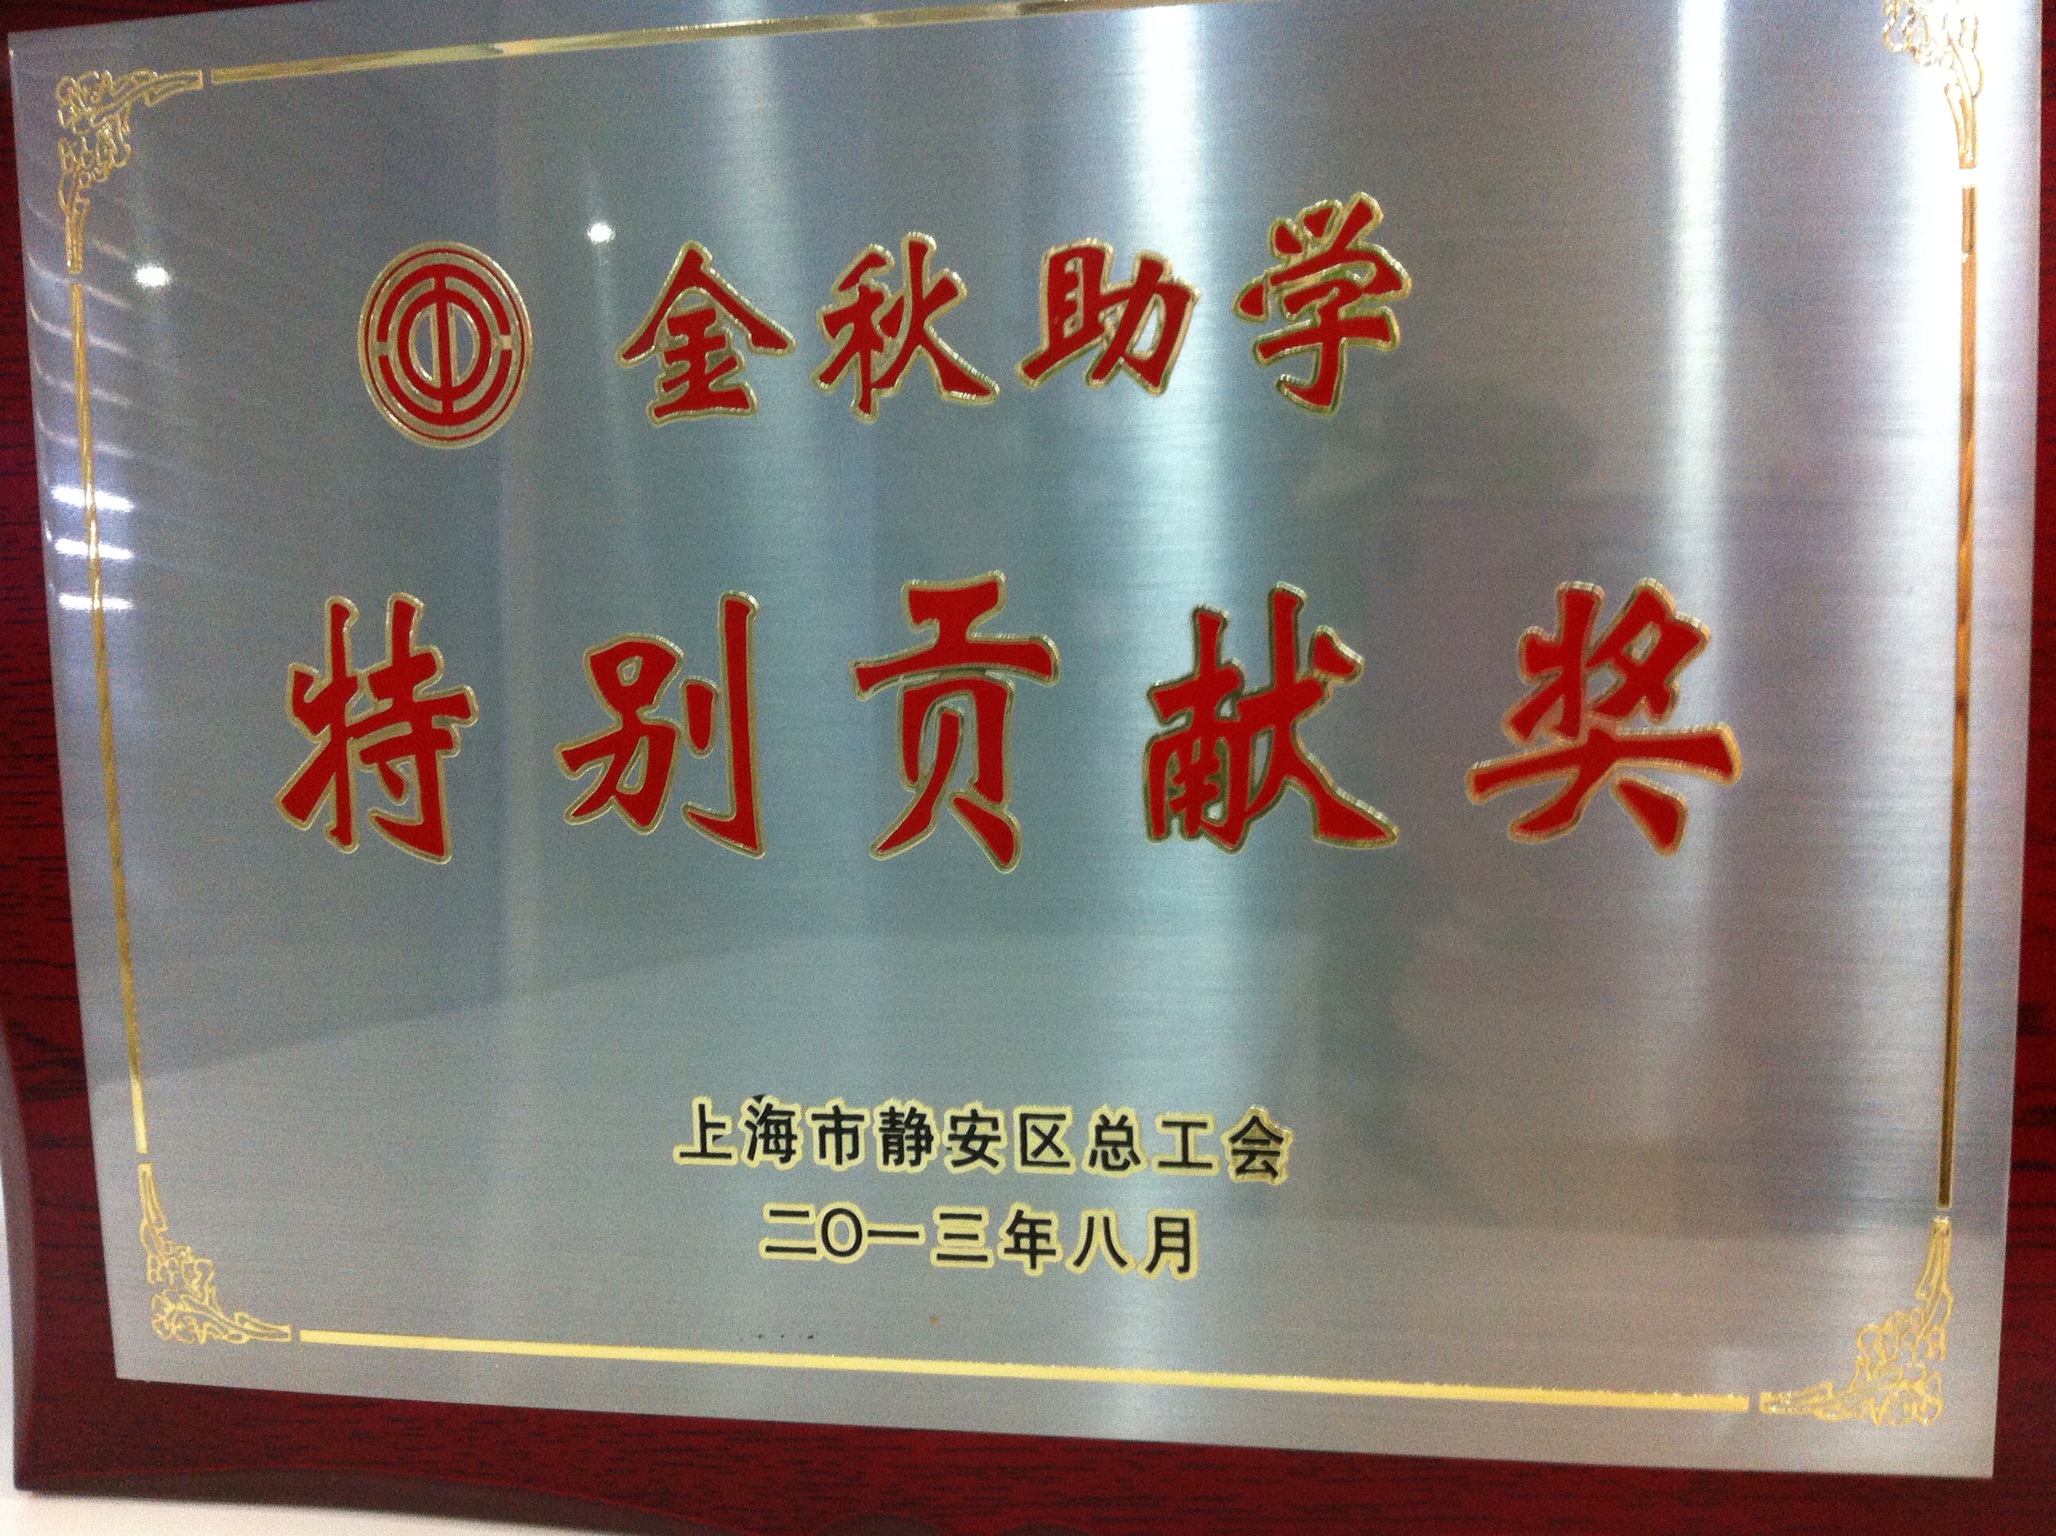 金秋助学
特别贡献奖
上海市静安区总工会
二〇一三年八月